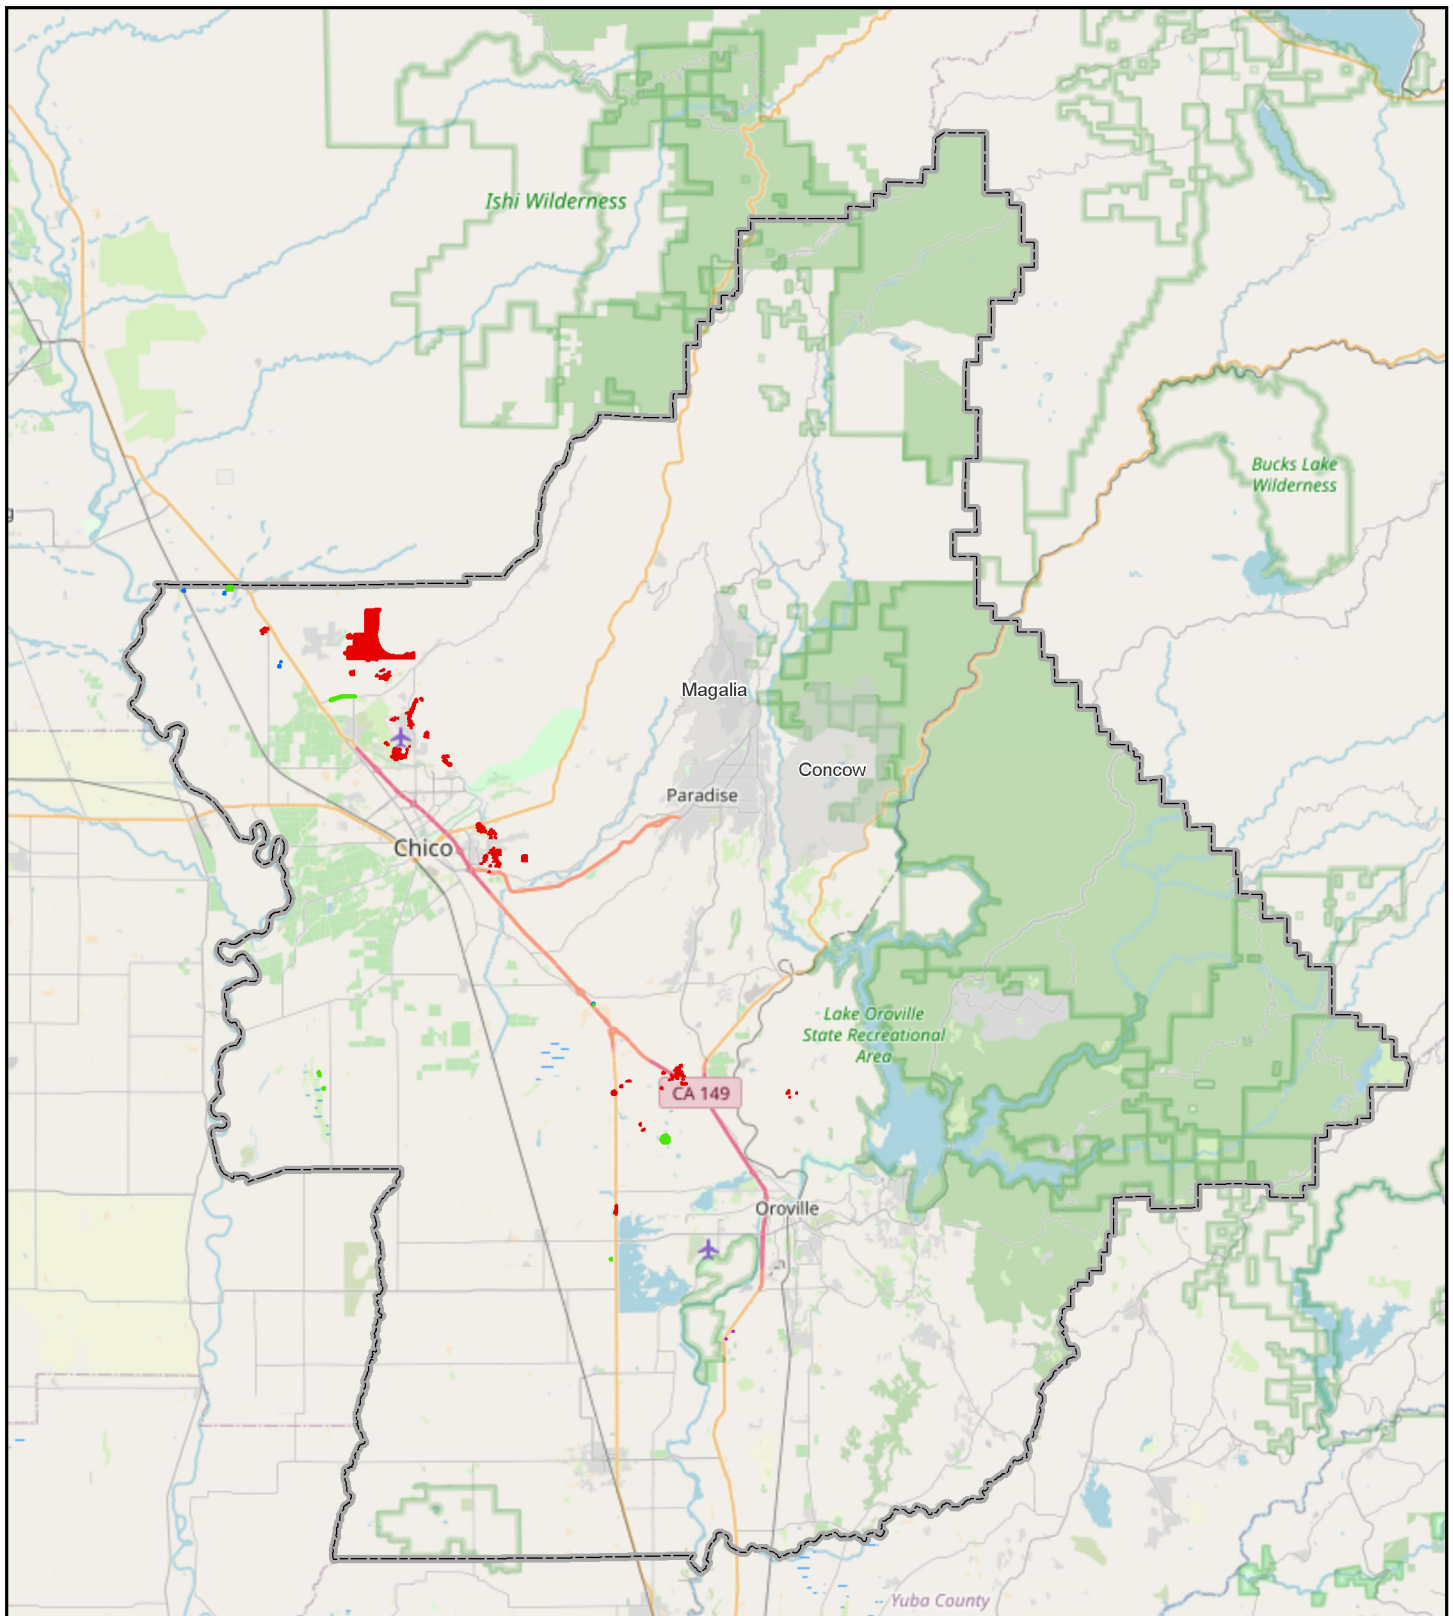 Ishi Wilderness
Bucks Lake
Wilderness
Magalia
Concow
Paradise
Chico
Lake Oroville
State Recreational
Area
CA 149
Oroville
Yuba County